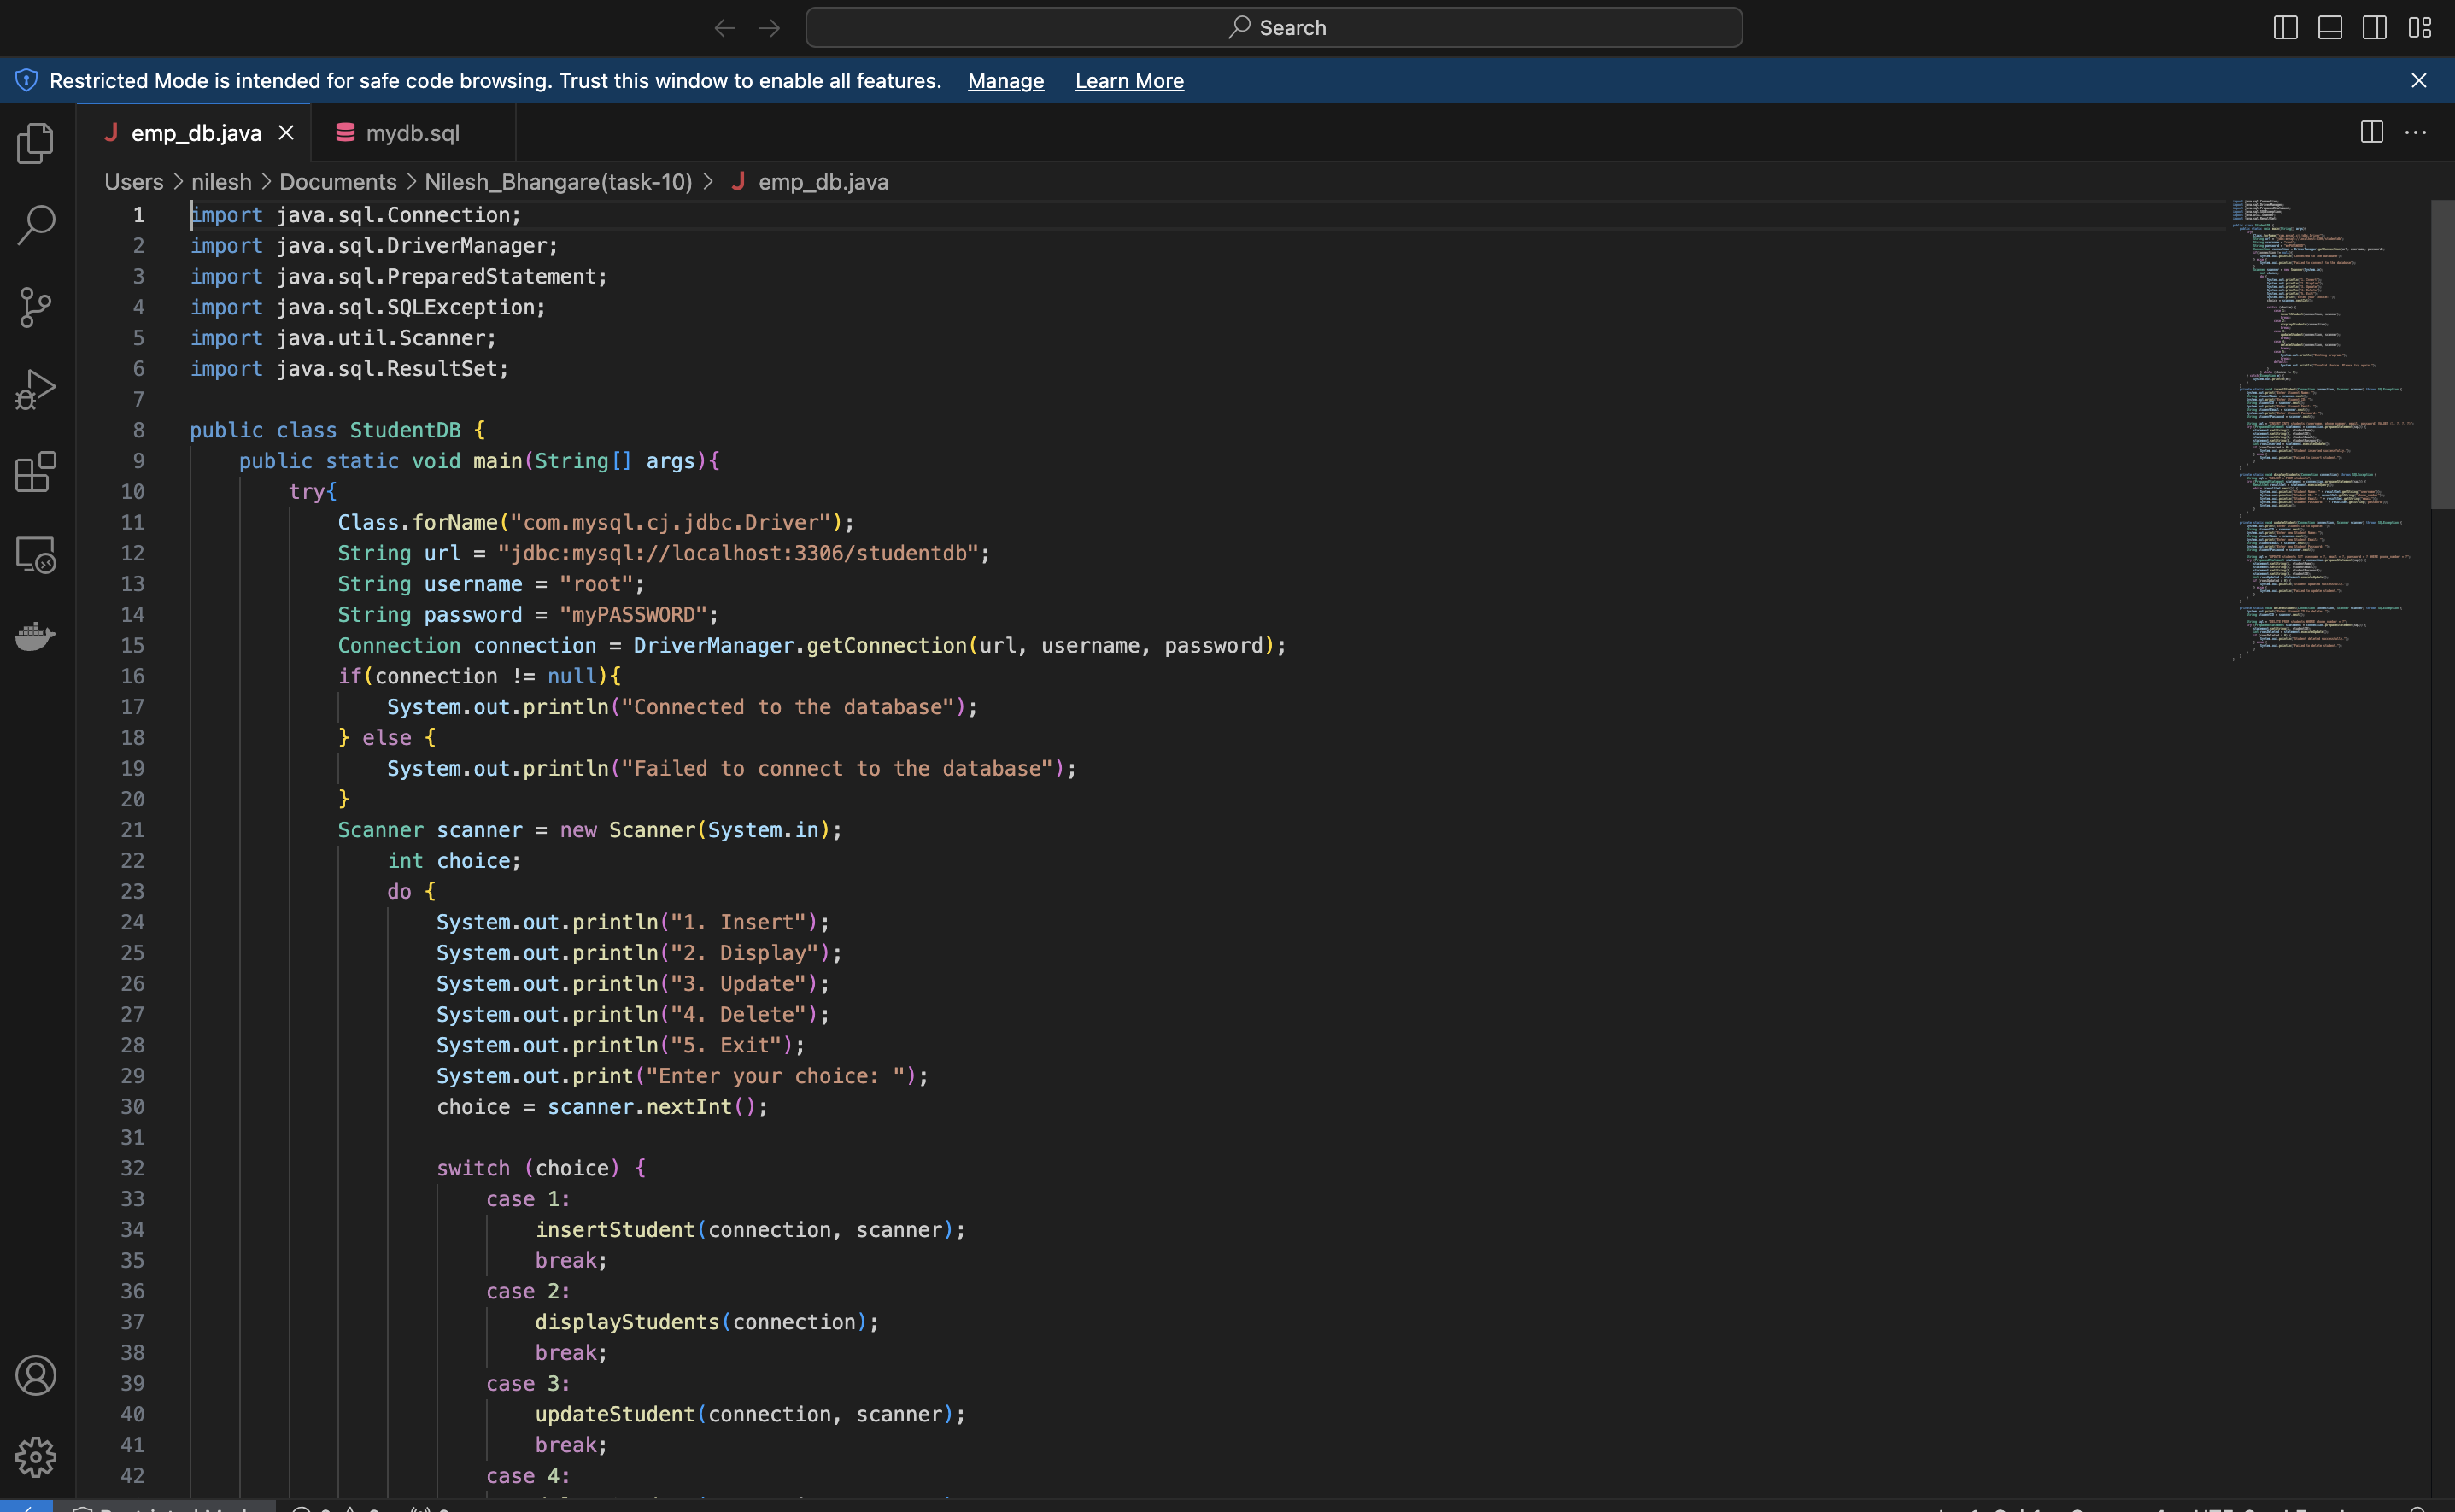 Search
Restricted Mode is intended for safe code browsing. Trust this window to enable all features. Manage Learn More
emp_db.java mydb.sql
Users > nilesh > Documents > Nilesh_Bhangare(task-10) > J emp_db.java
1 import java.sql.Connection;
2 import java.sql.DriverManager;
3 import java.sql.PreparedStatement;
4 import java.sql.SQLException;
5 import java.util.Scanner;
6 import java.sql.ResultSet;
7
8 public class StudentDB {
9 public static void main(String[] args){
10 try{
11 Class.forName("com.mysql.cj.jdbc.Driver");
12 String url = "jdbc:mysql://localhost:3306/studentdb";
13 String username = "root";
14 String password = "myPASSWORD";
15 Connection connection = DriverManager.getConnection(url, username, password);
16 if(connection != null){
17 System.out.println("Connected to the database");
18 } else {
19 System.out.println("Failed to connect to the database");
20 }
21 Scanner scanner = new Scanner(System.in);
22 int choice;
23 do {
24 System.out.println("1. Insert");
25 System.out.println("2. Display");
26 System.out.println("3. Update");
27 System.out.println("4. Delete");
28 System.out.println("5. Exit");
29 System.out.print("Enter your choice: ");
30 choice = scanner.nextInt();
31
32 switch (choice) {
33 case 1:
34 insertStudent(connection, scanner);
35 break;
36 case 2:
37 displayStudents(connection);
38 break;
39 case 3:
40 updateStudent(connection, scanner);
41 break;
42 case 4: